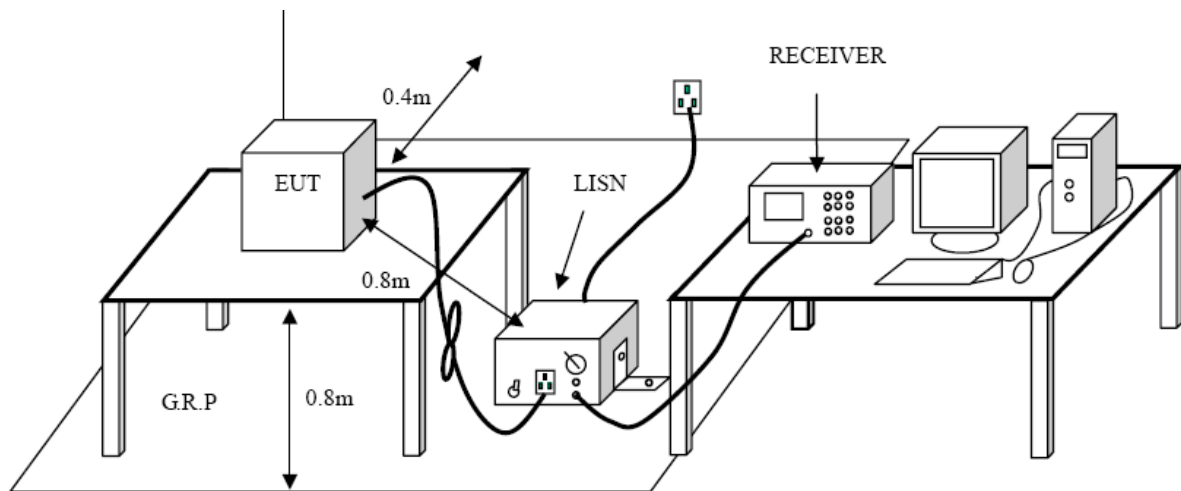 RECEIVER
0.4m
EUT
LISN
0.8m
G.R.P
0.8m